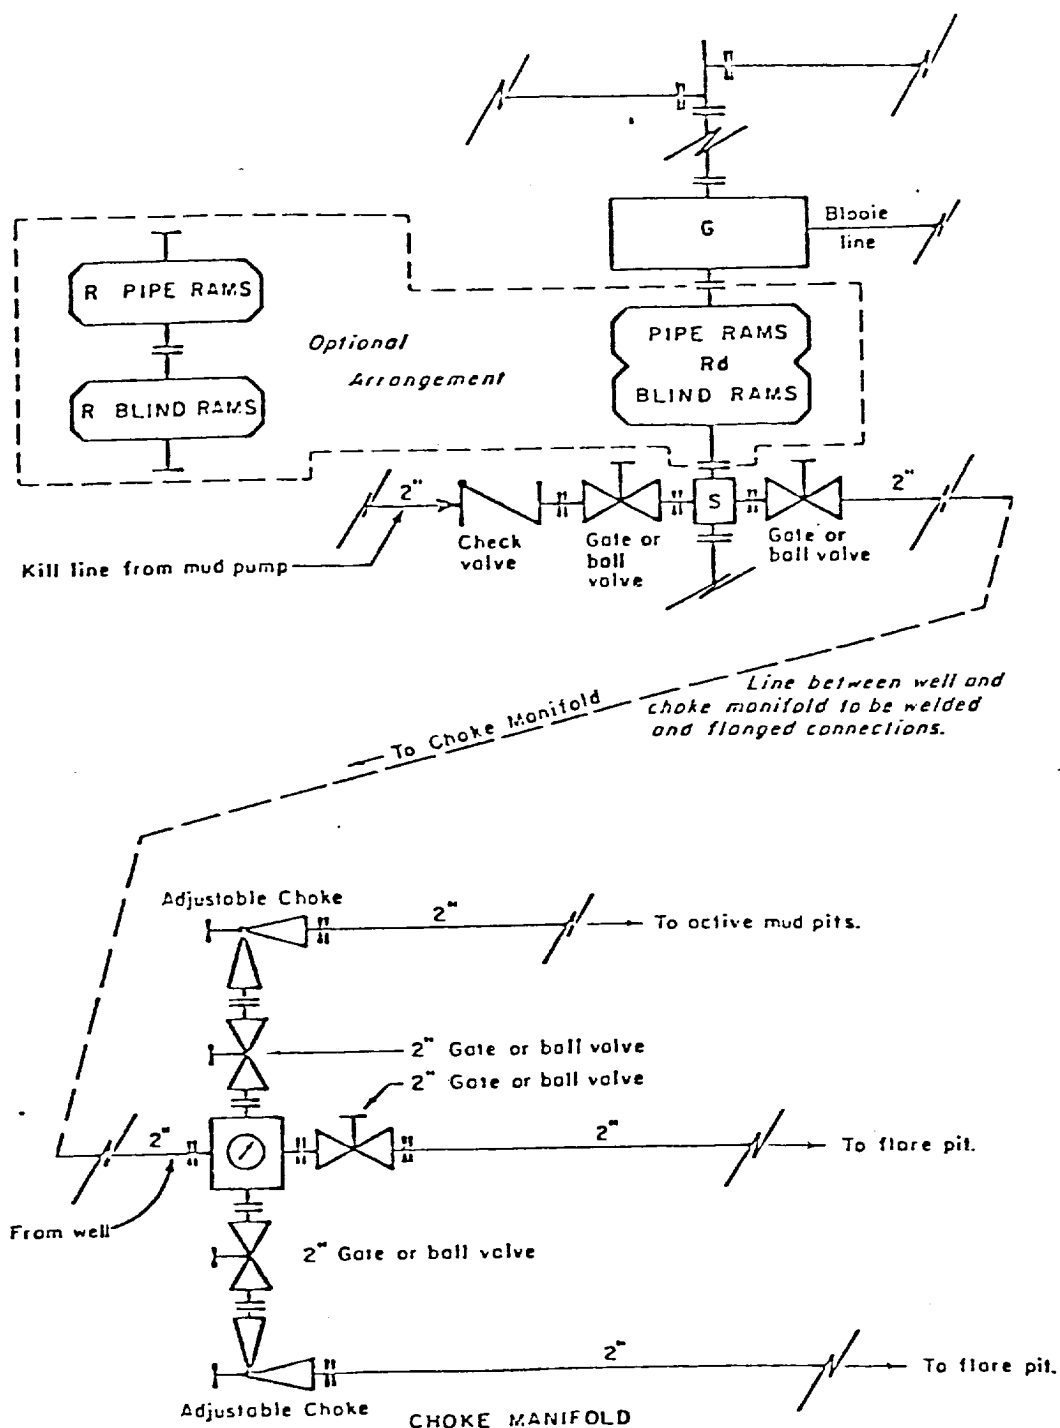 G
Blooie
line
R PIPE RAMS
R BLIND RAMS
Optional
Arrangement
PIPE RAMS
Rd
BLIND RAMS
2"
S
2"
Check
valve
Gate or
ball
valve
Gate or
ball valve
Kill line from mud pump
Line between well and
choke manifold to be welded
and flanged connections.
To Choke Manifold
Adjustable Choke
2"
To active mud pits.
2" Gate or ball valve
2" Gate or ball valve
2"
2"
To flare pit.
From well
2" Gate or ball valve
2"
To flare pit.
Adjustable Choke
CHOKE MANIFOLD